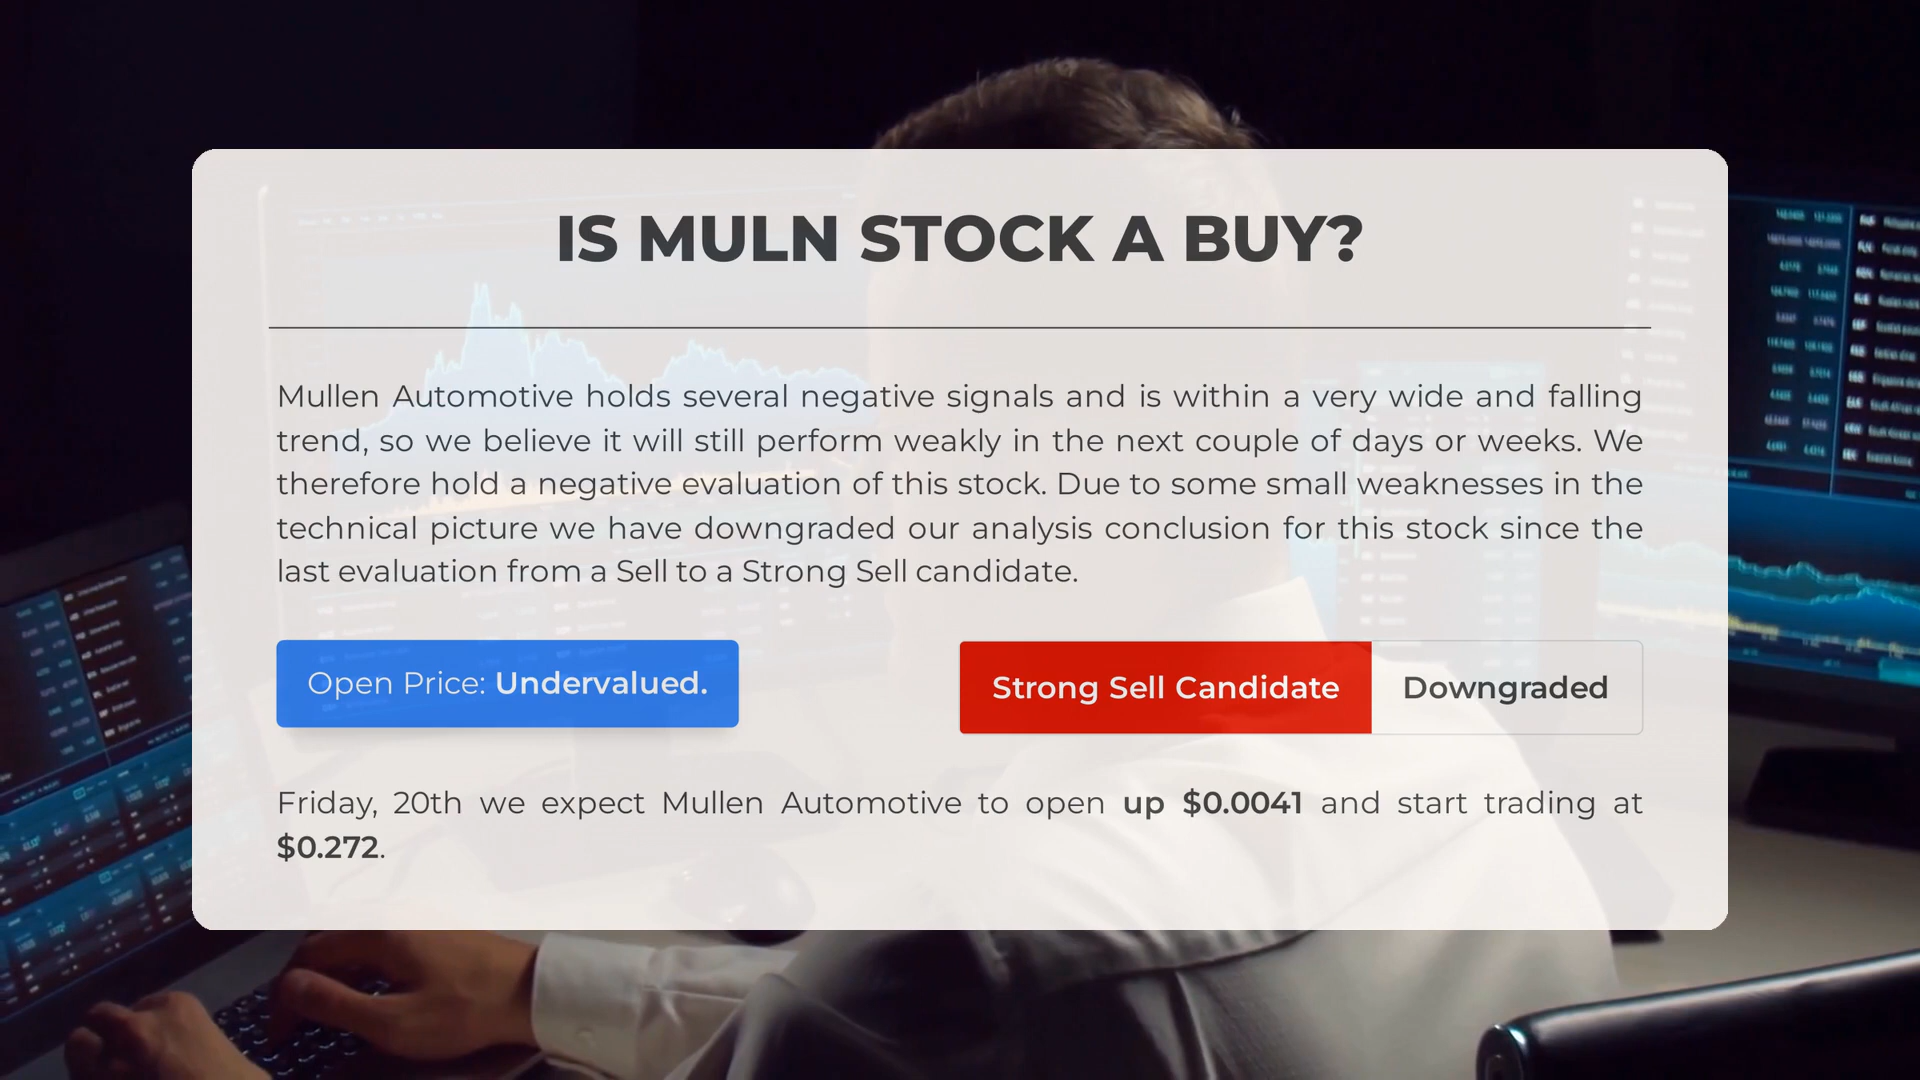 IS MULN STOCK A BUY?
Mullen Automotive holds several negative signals and is within a very wide and falling
trend, so we believe it will still perform weakly in the next couple of days or weeks. We
therefore hold a negative evaluation of this stock. Due to some small weaknesses in the
technical picture we have downgraded our analysis conclusion for this stock since the
last evaluation from a Sell to a Strong Sell candidate.
Open Price: Undervalued.
Strong Sell Candidate Downgraded
Friday, 20th we expect Mullen Automotive to open up $0.0041 and start trading at
$0.272.